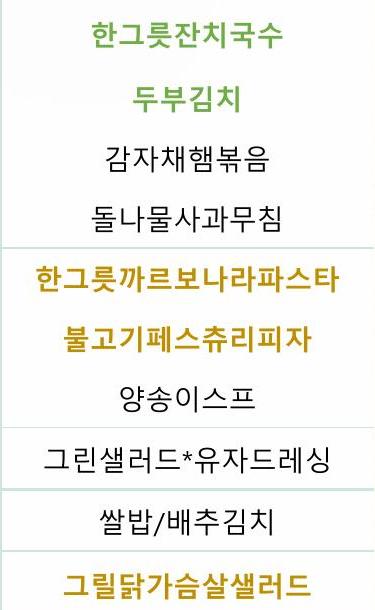 한그릇잔치국수
두부김치
감자채햄볶음
돌나물사과무침
한그릇까르보나라파스타
불고기페스츄리피자
양송이스프
그린샐러드*유자드레싱
쌀밥/배추김치
그릴닭가슴살샐러드